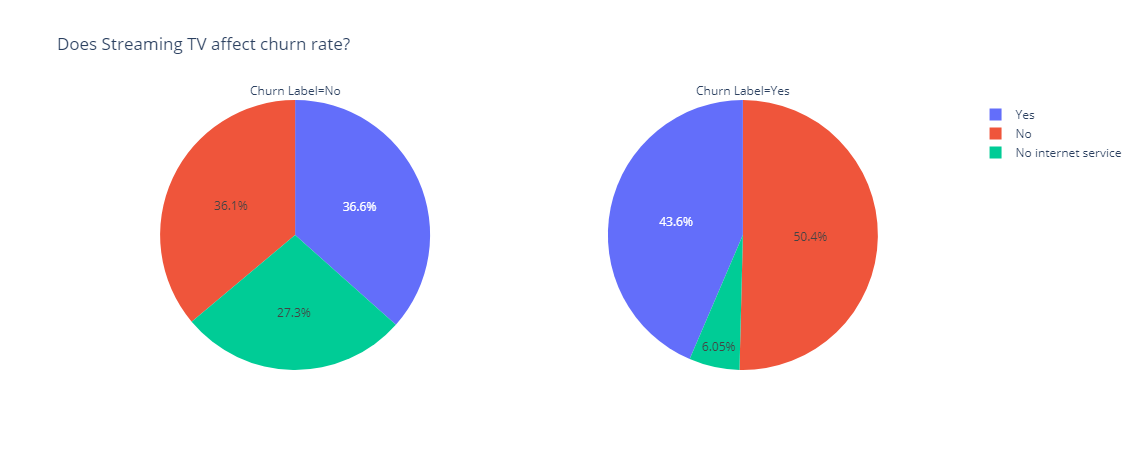 Does Streaming TV affect churn rate?
Churn Label=No
Churn Label=Yes
Yes
No
No internet service
36.1%
36.6%
27.3%
43.6%
50.4%
6.05%